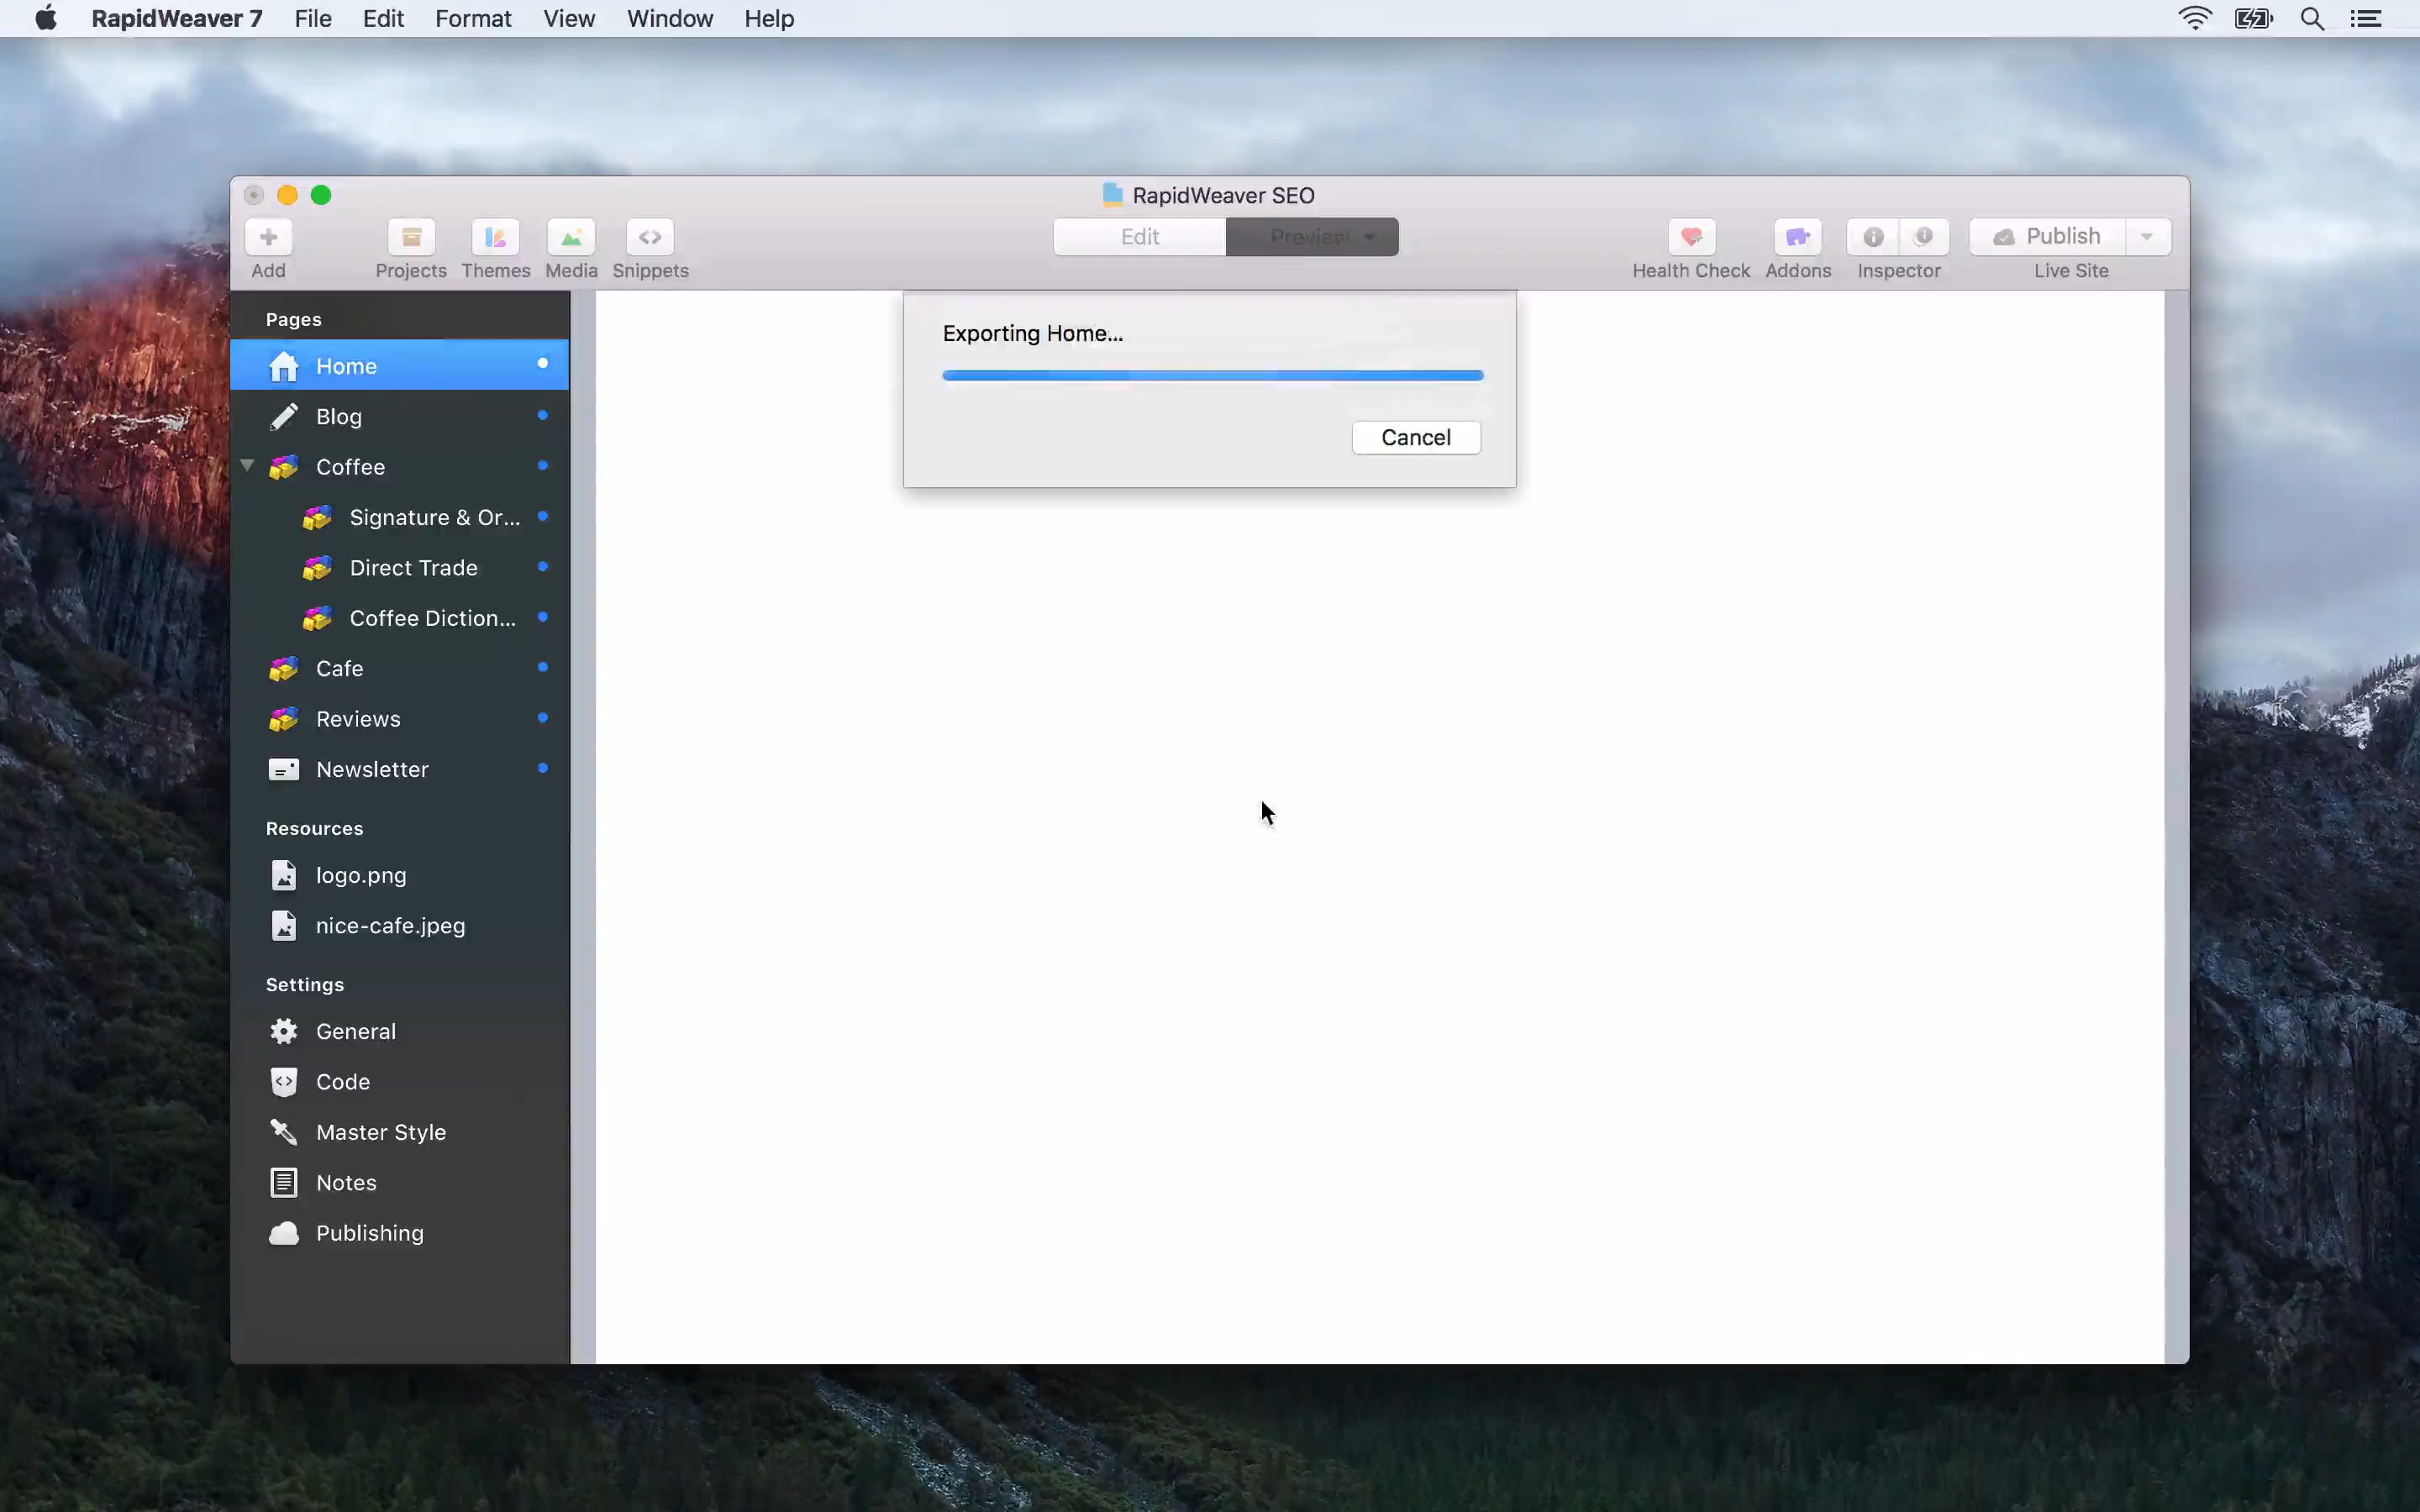 RapidWeaver 7 File Edit Format View Window Help
RapidWeaver SEO
Edit Preview Publish
Add Projects Themes Media Snippets Health Check Addons Inspector Live Site
Pages
Home
Blog
Coffee
Signature & Or...
Direct Trade
Coffee Diction...
Cafe
Reviews
Newsletter
Resources
logo.png
nice-cafe.jpeg
Settings
General
Code
Master Style
Notes
Publishing
Exporting Home...
Cancel